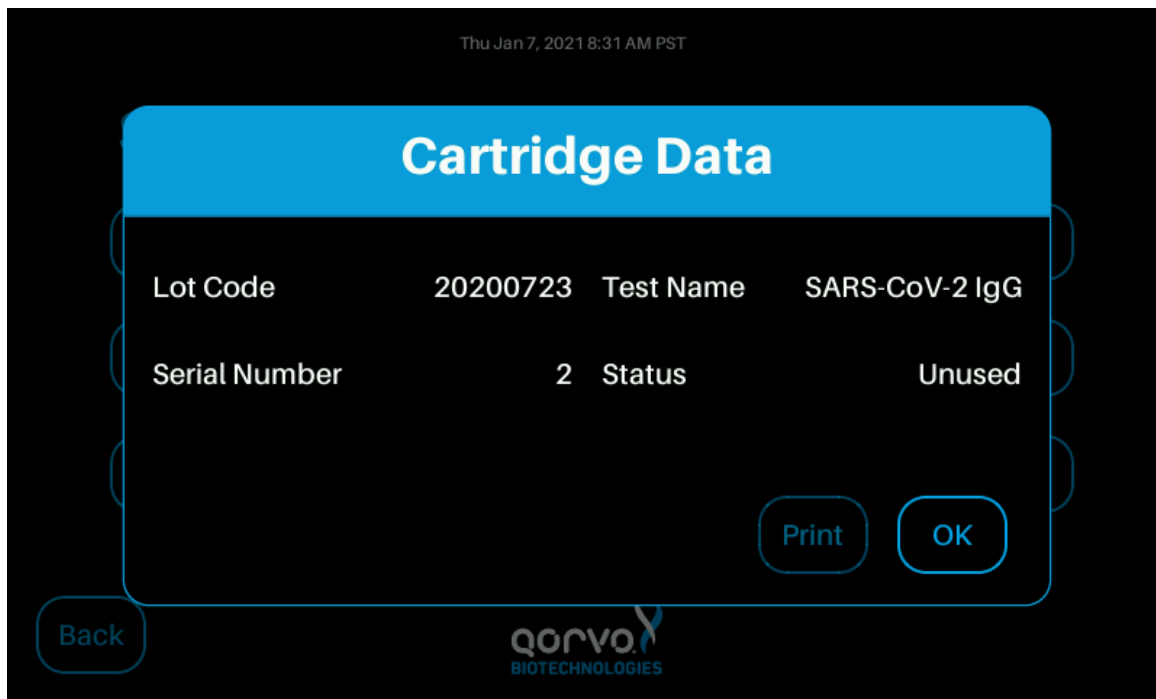 Thu Jan 7, 2021 8:31 AM PST
Cartridge Data
Lot Code 20200723 Test Name SARS-CoV-2 IgG
Serial Number 2 Status Unused
Print OK
Back
QORVO
BIOTECHNOLOGIES